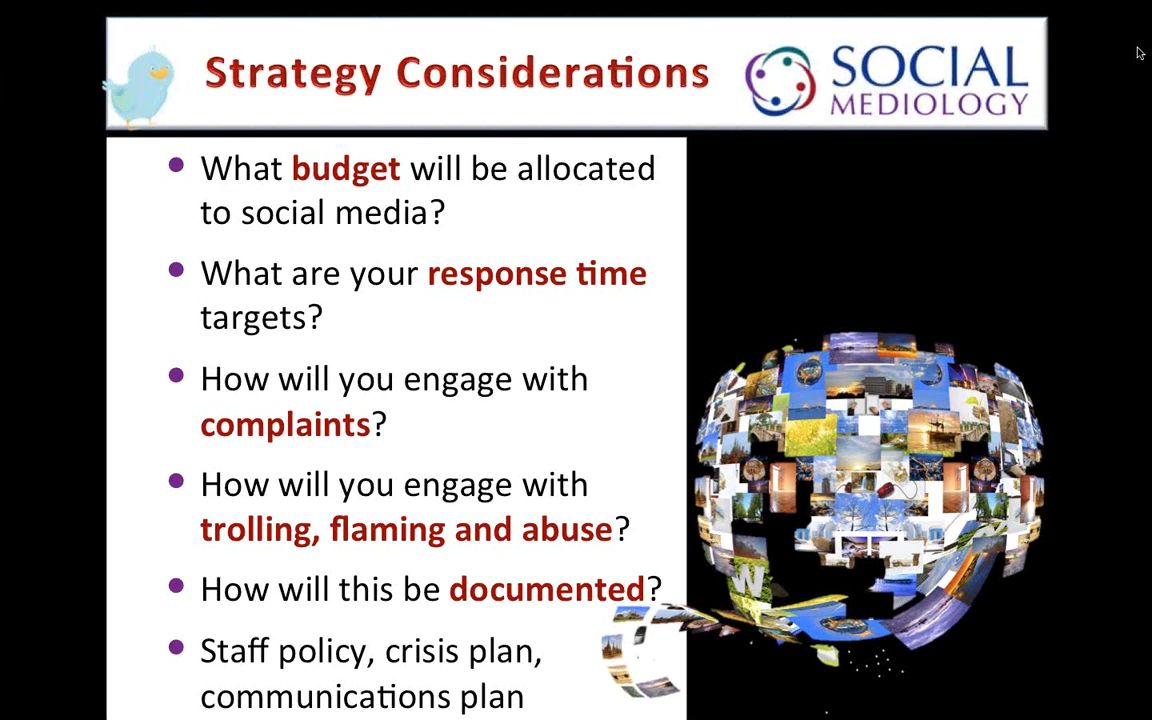 Strategy Considerations
SOCIAL
MEDIOLOGY
• What budget will be allocated
to social media?
• What are your response time
targets?
• How will you engage with
complaints?
• How will you engage with
trolling, flaming and abuse?
• How will this be documented?
• Staff policy, crisis plan,
communications plan
W